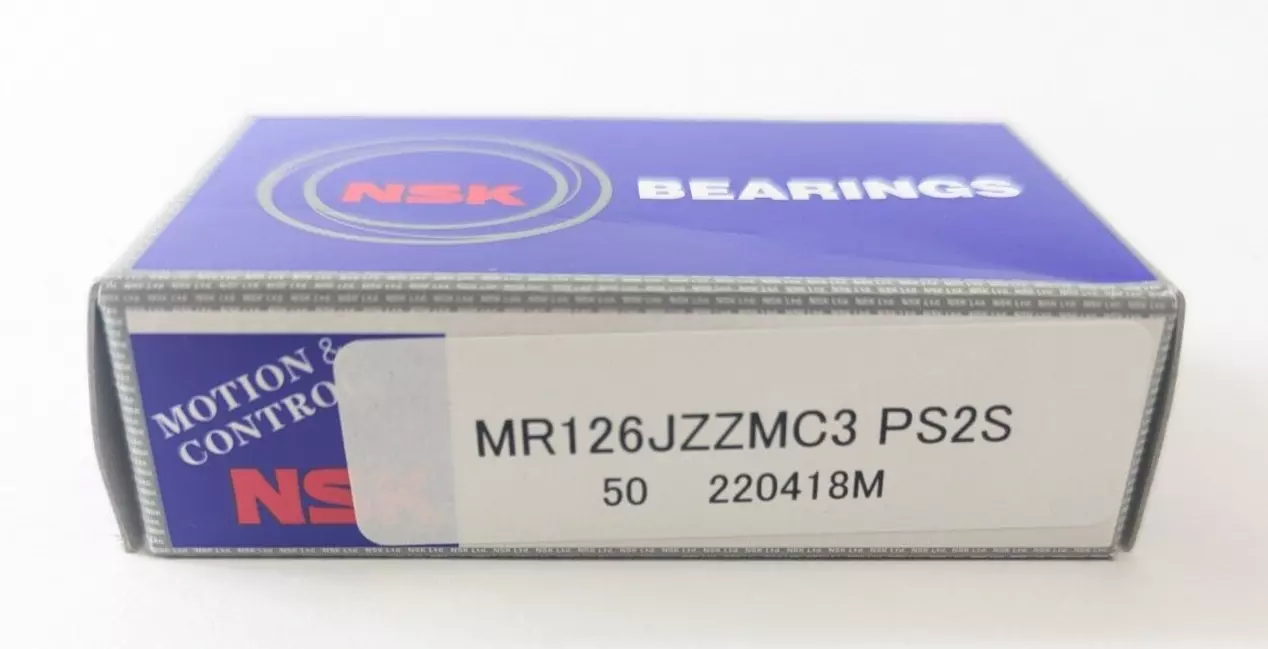 NSK BEARINGS
MOTION &
CONTRO
NSK
MR126JZZMC3 PS2S
50 220418M